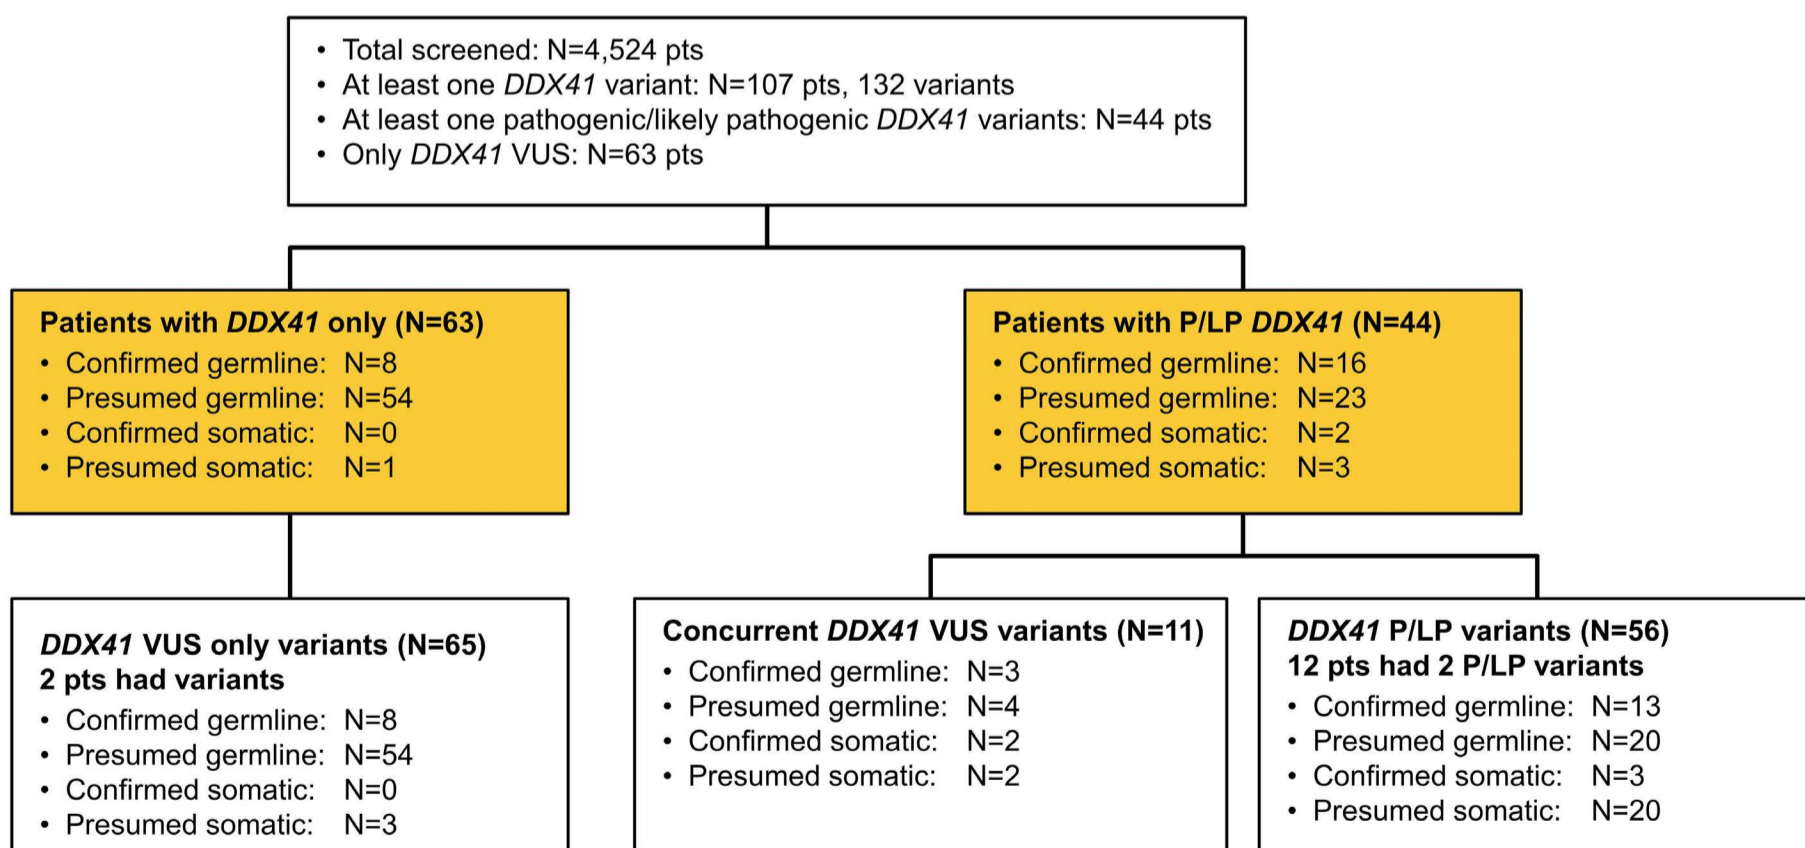 • Total screened: N=4,524 pts
• At least one DDX41 variant: N=107 pts, 132 variants
• At least one pathogenic/likely pathogenic DDX41 variants: N=44 pts
• Only DDX41 VUS: N=63 pts
Patients with DDX41 only (N=63)
• Confirmed germline: N=8
• Presumed germline: N=54
• Confirmed somatic: N=0
• Presumed somatic: N=1
Patients with P/LP DDX41 (N=44)
• Confirmed germline: N=16
• Presumed germline: N=23
• Confirmed somatic: N=2
• Presumed somatic: N=3
DDX41 VUS only variants (N=65)
2 pts had variants
• Confirmed germline: N=8
• Presumed germline: N=54
• Confirmed somatic: N=0
• Presumed somatic: N=3
Concurrent DDX41 VUS variants (N=11)
• Confirmed germline: N=3
• Presumed germline: N=4
• Confirmed somatic: N=2
• Presumed somatic: N=2
DDX41 P/LP variants (N=56)
12 pts had 2 P/LP variants
• Confirmed germline: N=13
• Presumed germline: N=20
• Confirmed somatic: N=3
• Presumed somatic: N=20